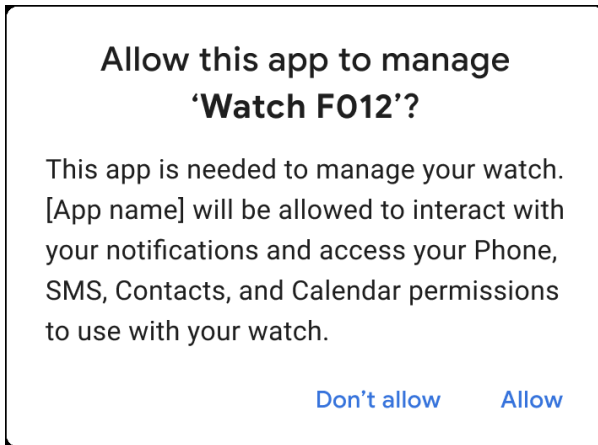 Allow this app to manage
‘Watch F012’?
This app is needed to manage your watch.
[App name] will be allowed to interact with
your notifications and access your Phone,
SMS, Contacts, and Calendar permissions
to use with your watch.
Don’t allow Allow